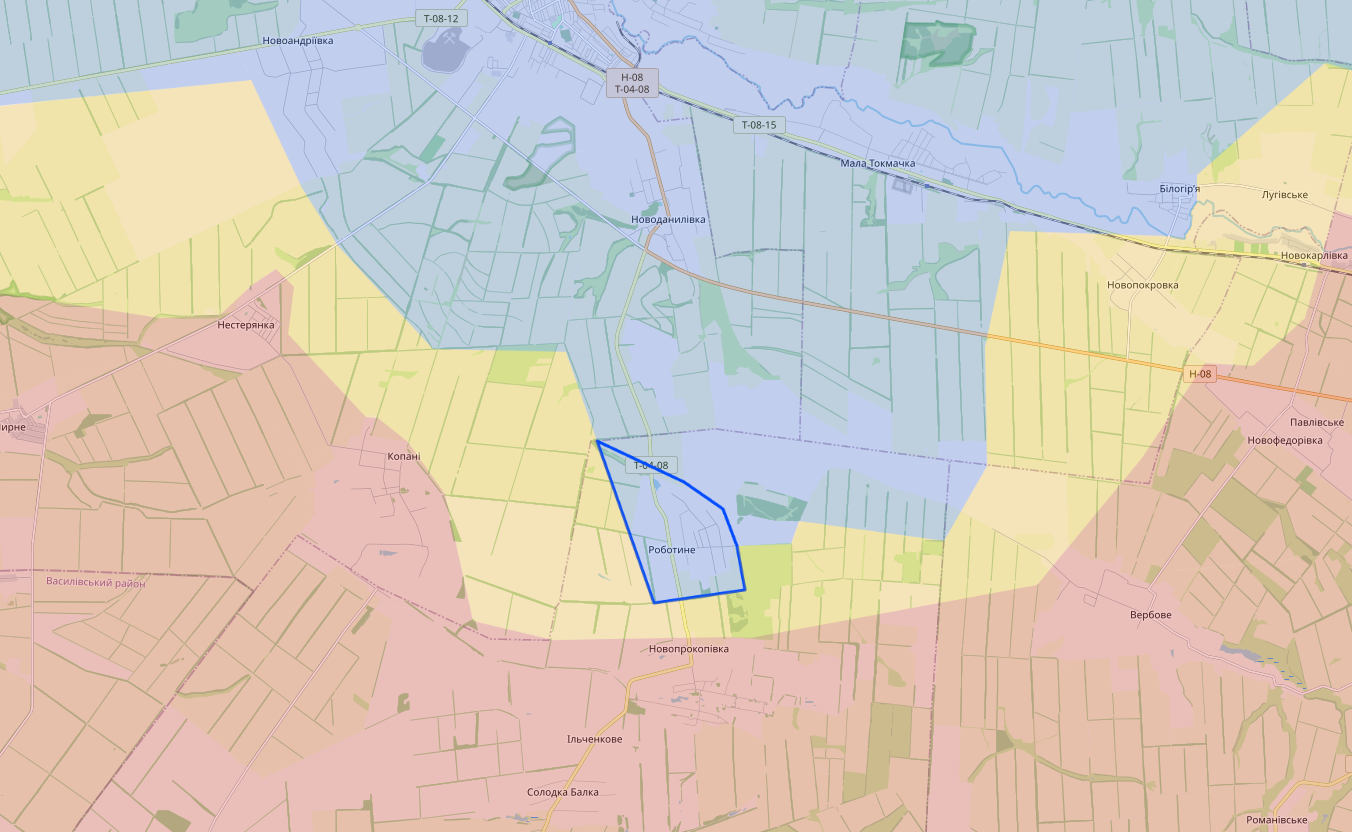 Т-08-12
Новоандріївка
Н-08
Т-04-08
Т-08-15
Мала Токмачка
Білогір'я
Лугівське
Новоданилівка
Новокарлівка
Новопокровка
Нестерянка
Н-08
Павлівське
Новофедорівка
Копані
Т-04-08
Роботине
Василівський район
Вербове
Новопрокопівка
Ільченкове
Солодка Балка
Романівське